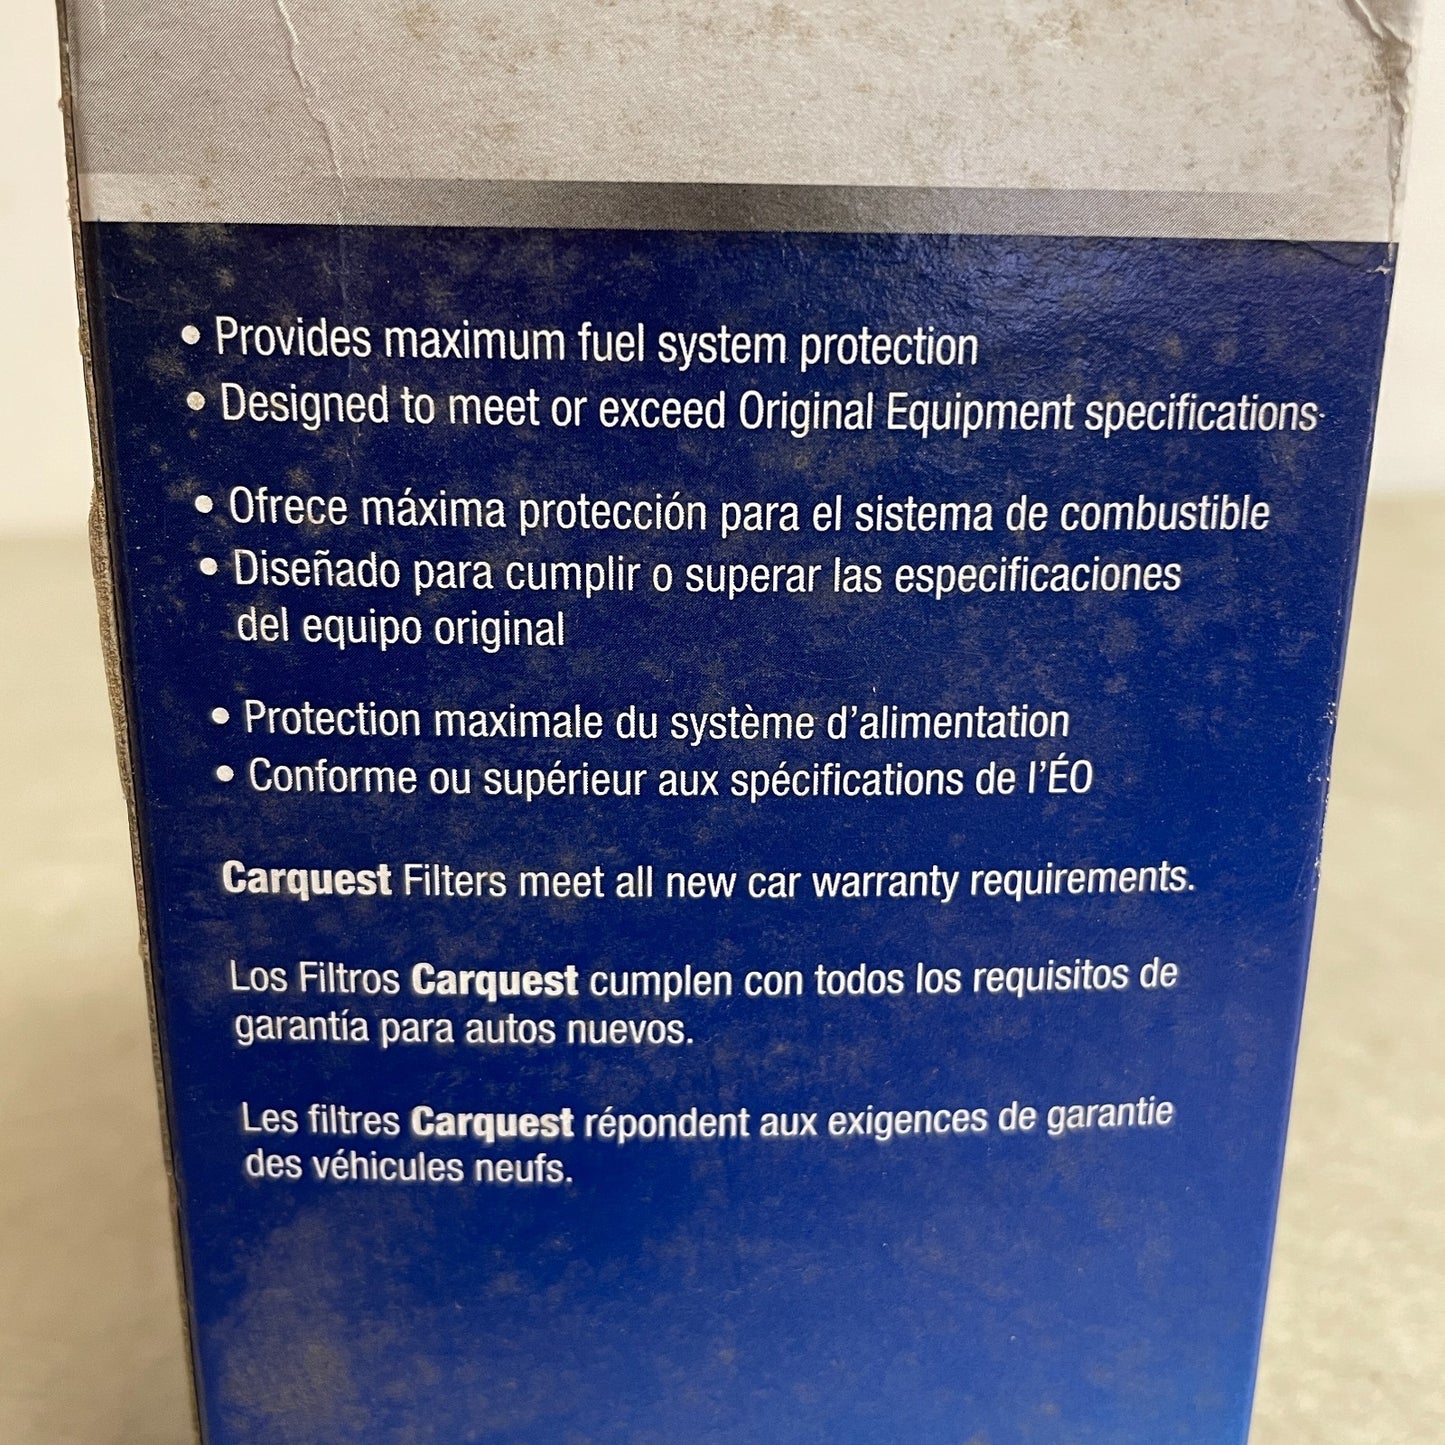 • Provides maximum fuel system protection
• Designed to meet or exceed Original Equipment specifications
• Ofrece máxima protección para el sistema de combustible
• Diseñado para cumplir o superar las especificaciones
del equipo original
• Protection maximale du système d’alimentation
• Conforme ou supérieur aux spécifications de l’ÉO
Carquest Filters meet all new car warranty requirements.
Los Filtros Carquest cumplen con todos los requisitos de
garantía para autos nuevos.
Les filtres Carquest répondent aux exigences de garantie
des véhicules neufs.